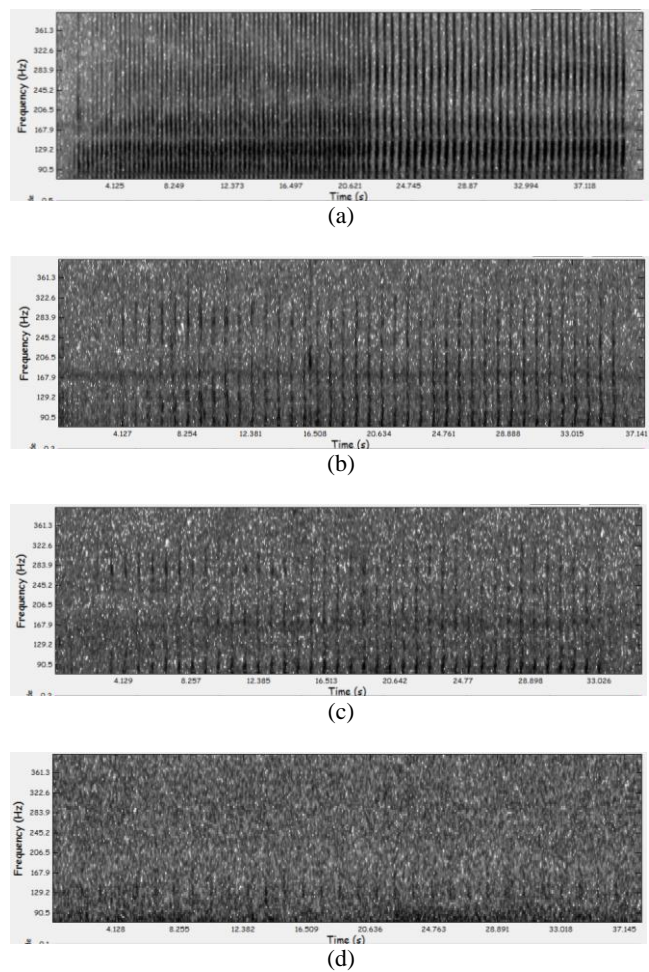 361.3
322.6
283.9
245.2
206.5
167.9
129.2
90.5
Frequency (Hz)
4.125 8.249 12.373 16.497 20.621 24.745 28.87 32.994 37.118
Time (s)
(a)
361.3
322.6
283.9
245.2
206.5
167.9
129.2
90.5
Frequency (Hz)
4.127 8.254 12.381 16.508 20.634 24.761 28.888 33.015 37.141
Time (s)
(b)
361.3
322.6
283.9
245.2
206.5
167.9
129.2
90.5
Frequency (Hz)
4.129 8.257 12.385 16.513 20.642 24.77 28.898 33.026
Time (s)
(c)
361.3
322.6
283.9
245.2
206.5
167.9
129.2
90.5
Frequency (Hz)
4.128 8.255 12.382 16.509 20.636 24.763 28.891 33.018 37.145
Time (s)
(d)